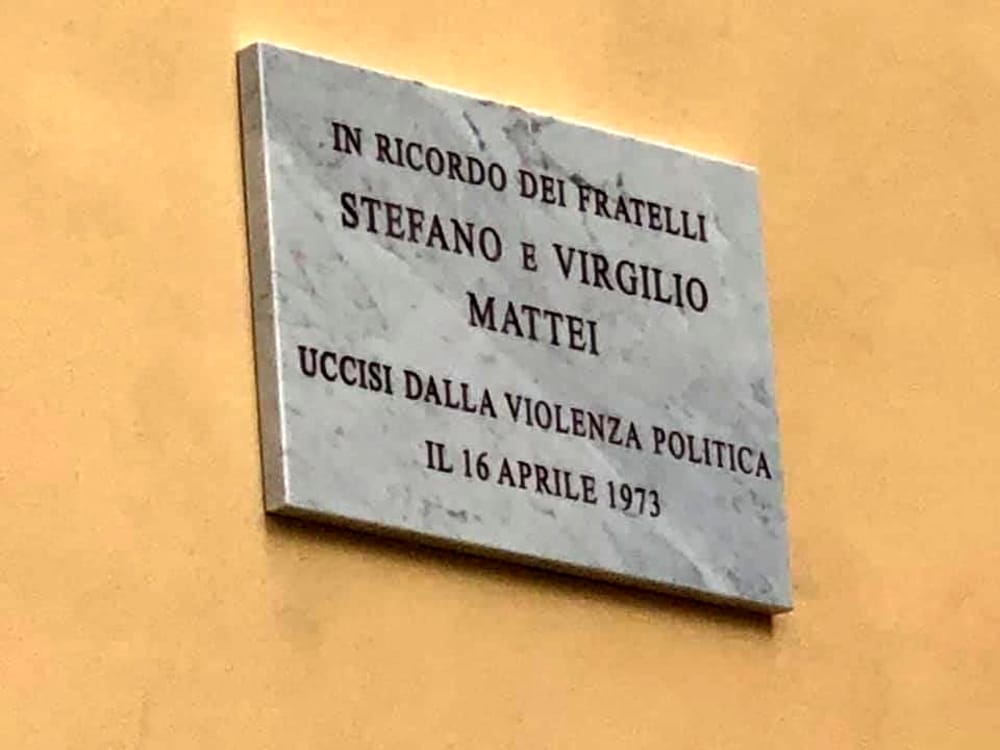 IN RICORDO DEI FRATELLI
STEFANO E VIRGILIO
MATTEI
UCCISI DALLA VIOLENZA POLITICA
IL 16 APRILE 1973